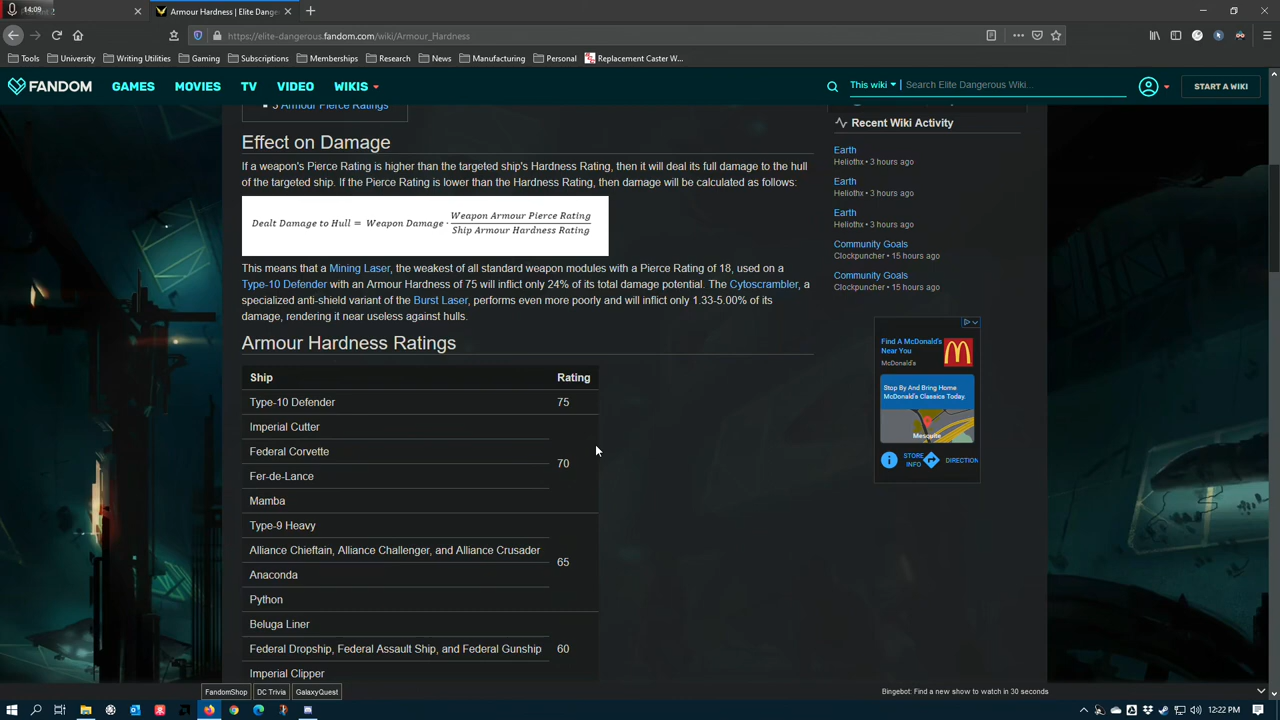 14:09
Armour Hardness | Elite Dange
https://elite-dangerous.fandom.com/wiki/Armour_Hardness
Tools
University
Writing Utilities
Gaming
Subscriptions
Memberships
Research
News
Manufacturing
Personal
Replacement Caster W...
FANDOM
GAMES
MOVIES
TV
VIDEO
WIKIS
This wiki
Search Elite Dangerous Wiki...
START A WIKI
3 Armour Pierce Ratings
Effect on Damage
If a weapon's Pierce Rating is higher than the targeted ship's Hardness Rating, then it will deal its full damage to the hull
of the targeted ship. If the Pierce Rating is lower than the Hardness Rating, then damage will be calculated as follows:
Dealt Damage to Hull = Weapon Damage · Weapon Armour Pierce Rating
Ship Armour Hardness Rating
This means that a Mining Laser, the weakest of all standard weapon modules with a Pierce Rating of 18, used on a
Type-10 Defender with an Armour Hardness of 75 will inflict only 24% of its total damage potential. The Cytoscrambler, a
specialized anti-shield variant of the Burst Laser, performs even more poorly and will inflict only 1.33-5.00% of its
damage, rendering it near useless against hulls.
Armour Hardness Ratings
Ship Rating
Type-10 Defender 75
Imperial Cutter
Federal Corvette
70
Fer-de-Lance
Mamba
Type-9 Heavy
Alliance Chieftain, Alliance Challenger, and Alliance Crusader
65
Anaconda
Python
Beluga Liner
Federal Dropship, Federal Assault Ship, and Federal Gunship 60
Imperial Clipper
Recent Wiki Activity
Earth
Heliothx • 3 hours ago
Earth
Heliothx • 3 hours ago
Earth
Heliothx • 3 hours ago
Community Goals
Clockpuncher • 15 hours ago
Community Goals
Clockpuncher • 15 hours ago
Find A McDonald's
Near You
McDonald's
Stop By And Bring Home
McDonald's Classics Today.
Mesquite
STORE
INFO
DIRECTION
FandomShop
DC Trivia
GalaxyQuest
Bingebot: Find a new show to watch in 30 seconds
12:22 PM